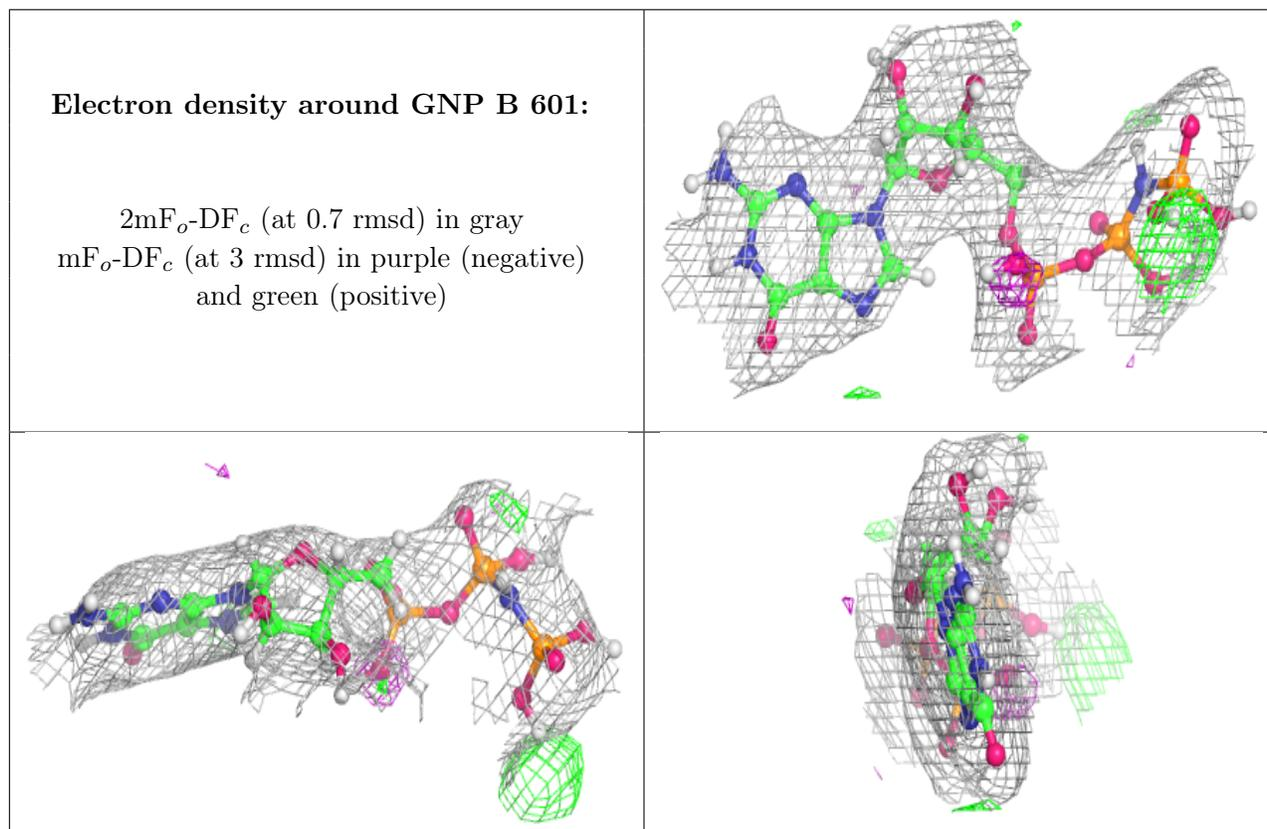 Electron density around GNP B 601:
2mFo-DFc (at 0.7 rmsd) in gray
mFo-DFc (at 3 rmsd) in purple (negative)
and green (positive)